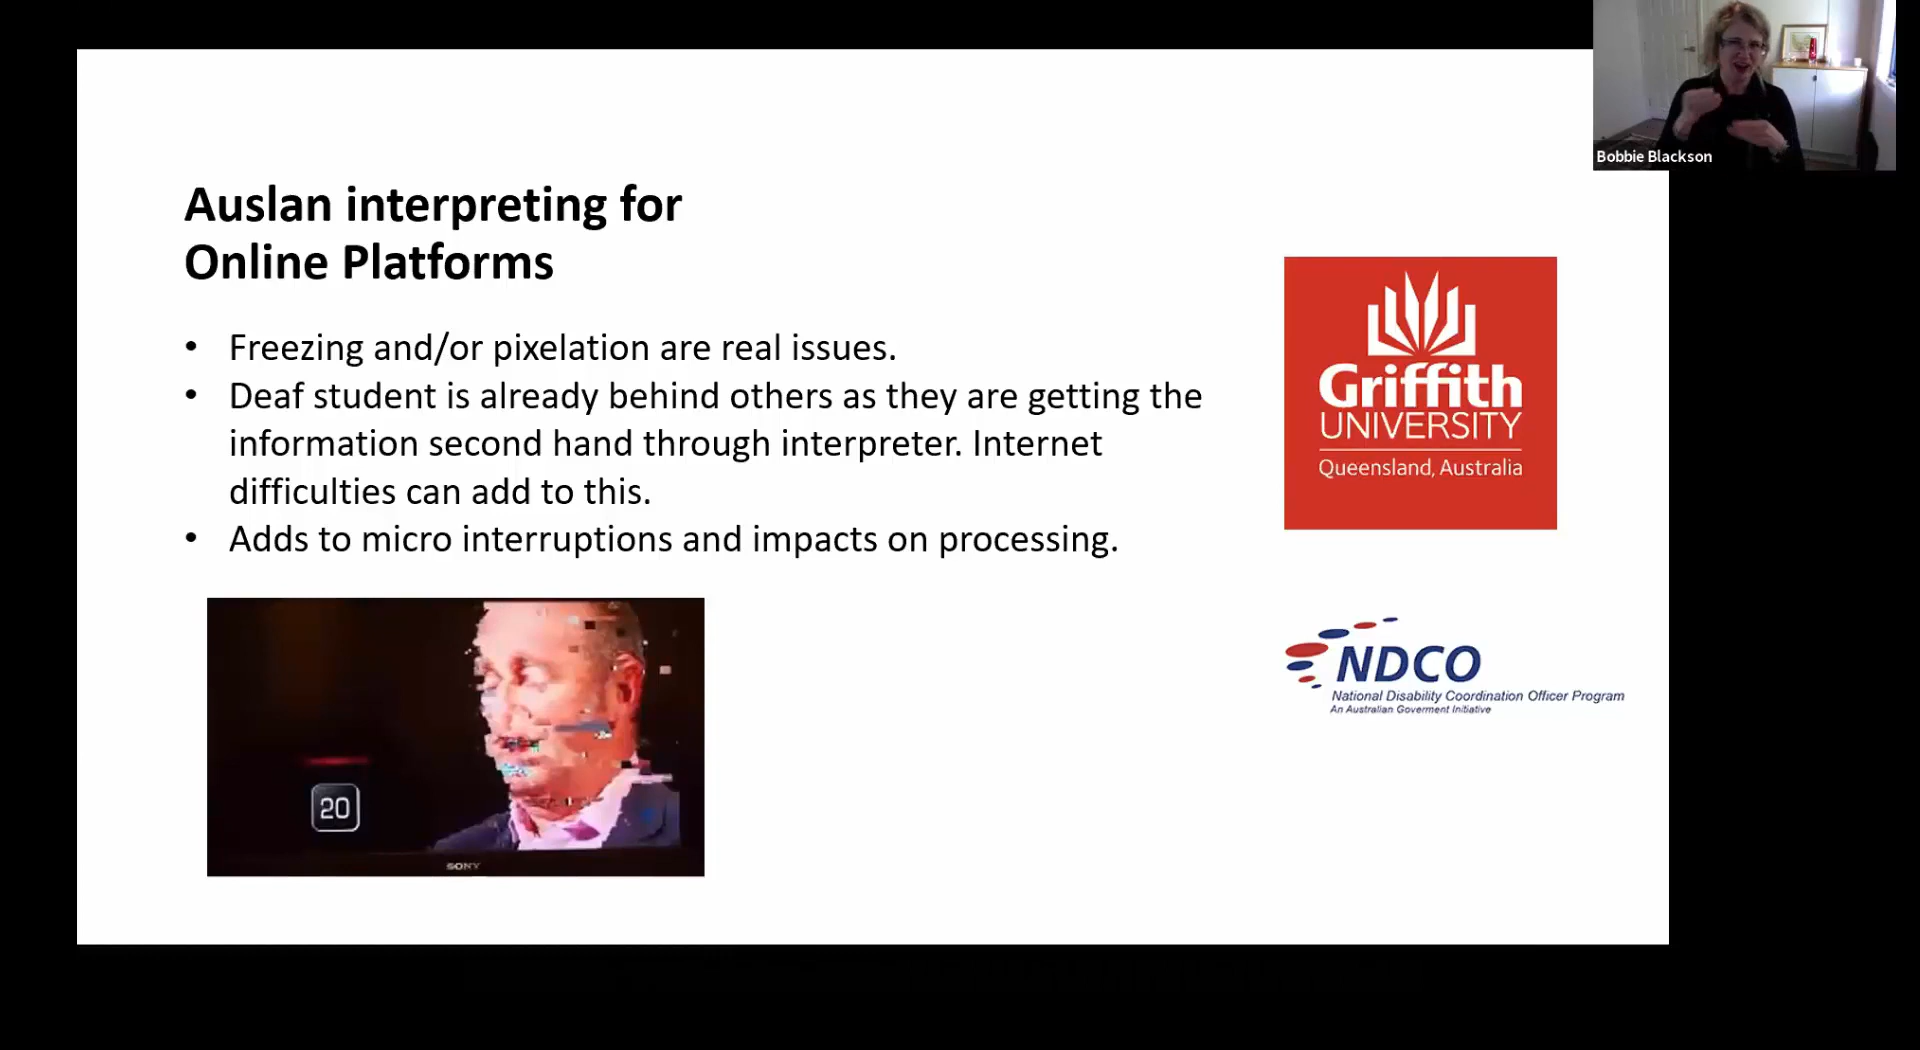 Bobbie Blackson
Auslan interpreting for
Online Platforms
• Freezing and/or pixelation are real issues.
• Deaf student is already behind others as they are getting the
information second hand through interpreter. Internet
difficulties can add to this.
• Adds to micro interruptions and impacts on processing.
Griffith
UNIVERSITY
Queensland, Australia
NDCO
National Disability Coordination Officer Program
An Australian Goverment Initiative
20
SONY